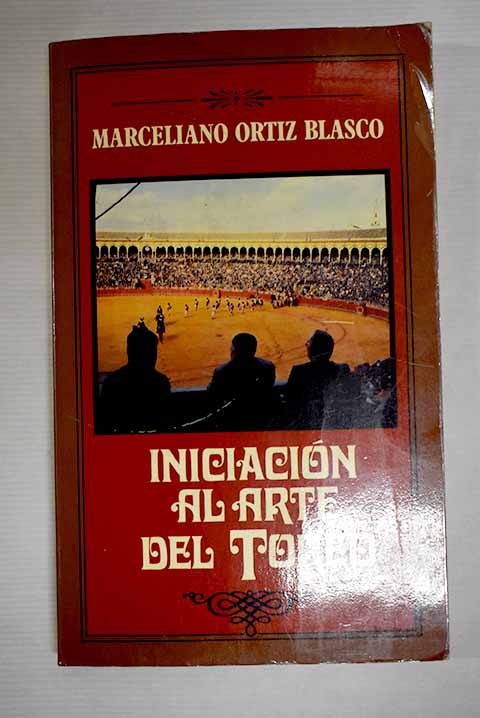 MARCELIANO ORTIZ BLASCO
INICIACIÓN
AL ARTE
DEL TOREO